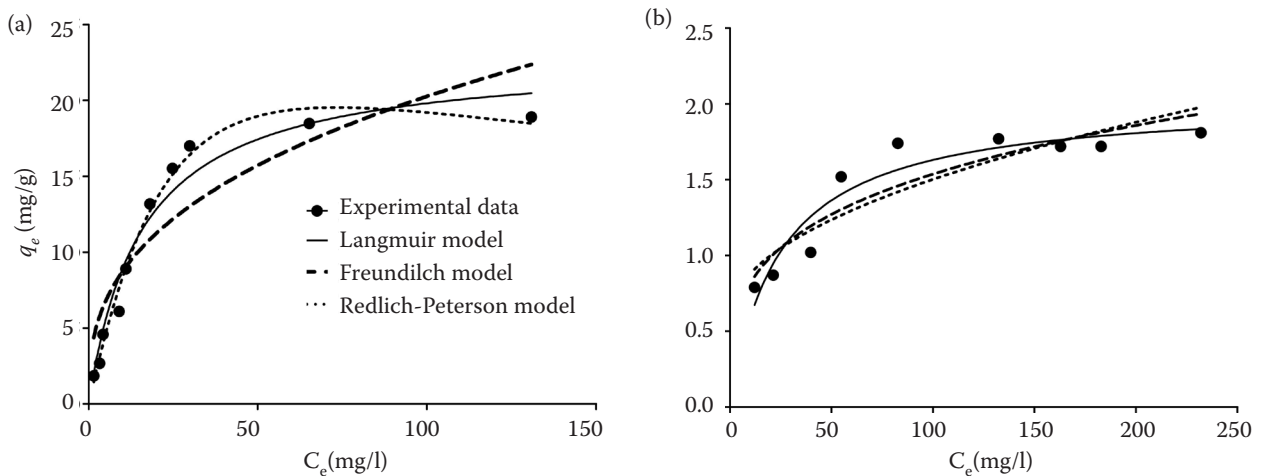 (a)
25
20
15
10
5
0
q_e (mg/g)
Experimental data
Langmuir model
Freundilch model
Redlich-Peterson model
0 50 100 150
C_e(mg/l)
(b)
2.5
2.0
1.5
1.0
0.5
0.0
0 50 100 150 200 250
C_e(mg/l)